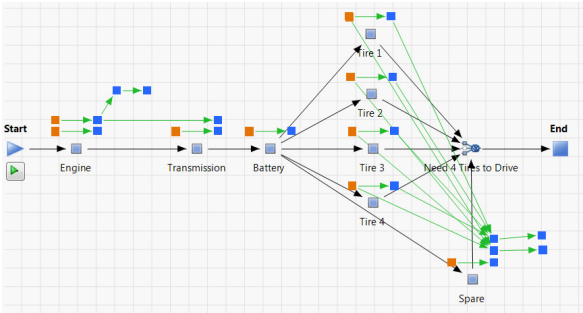 Tire 1
Tire 2
Start
End
Engine
Transmission
Battery
Tire 3
Need 4 Tires to Drive
Tire 4
Spare